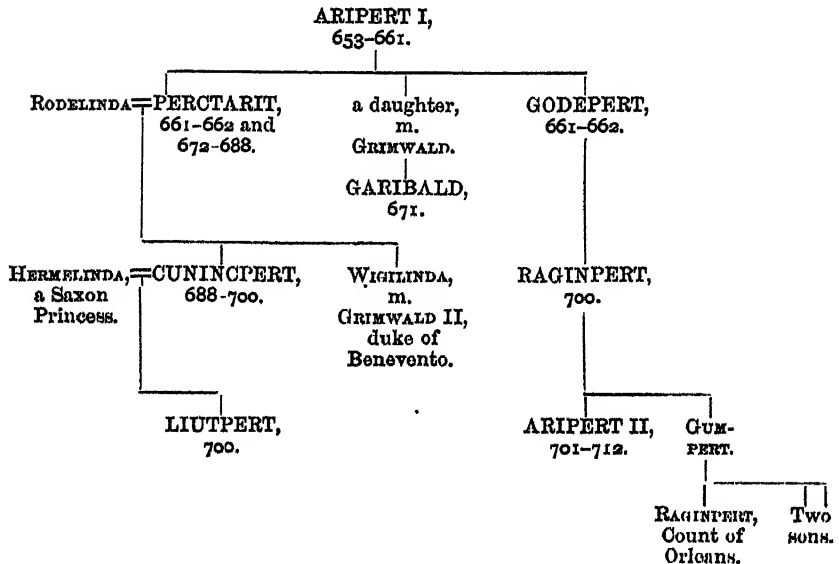 ARIPERT I,
653–661.
RODELINDA=PERCTARIT,
661–662 and
672–688.
a daughter,
m.
GRIMWALD.
GARIBALD,
671.
GODEPERT,
661–662.
HERMELINDA,
a Saxon
Princess.
=CUNINCPERT,
688–700.
WIGILINDA,
m.
GRIMWALD II,
duke of
Benevento.
RAGINPERT,
700.
LIUTPERT,
700.
ARIPERT II,
701–712.
GUM-
PERT.
RAGINPERT,
Count of
Orleans.
Two
sons.